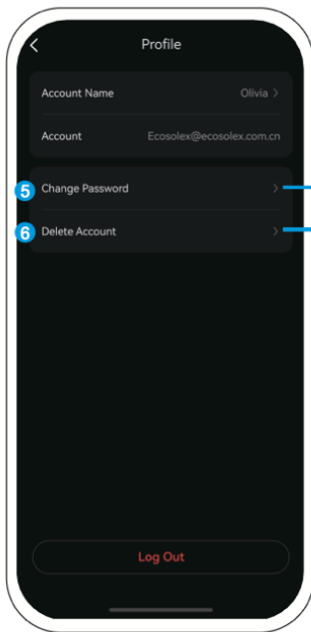 Profile
Account Name Olivia
Account Ecosolex@ecosolex.com.cn
5 Change Password
6 Delete Account
Log Out